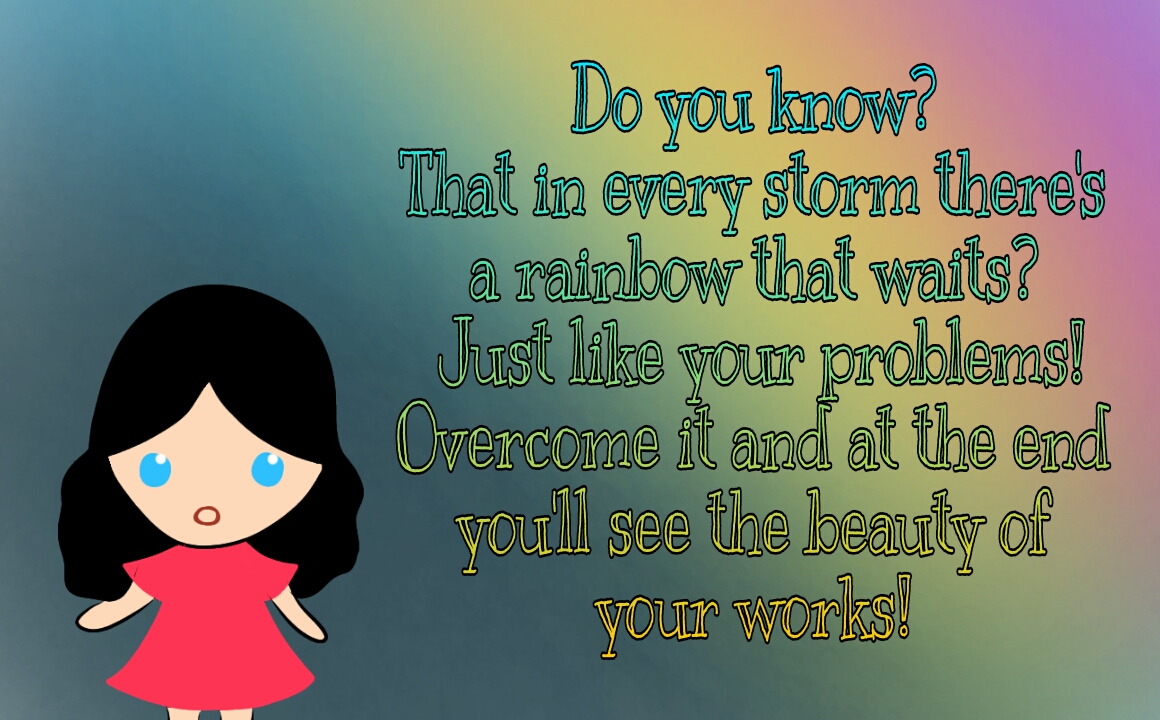 Do you know?
That in every storm there's
a rainbow that waits?
Just like your problems!
Overcome it and at the end
you'll see the beauty of
your works!